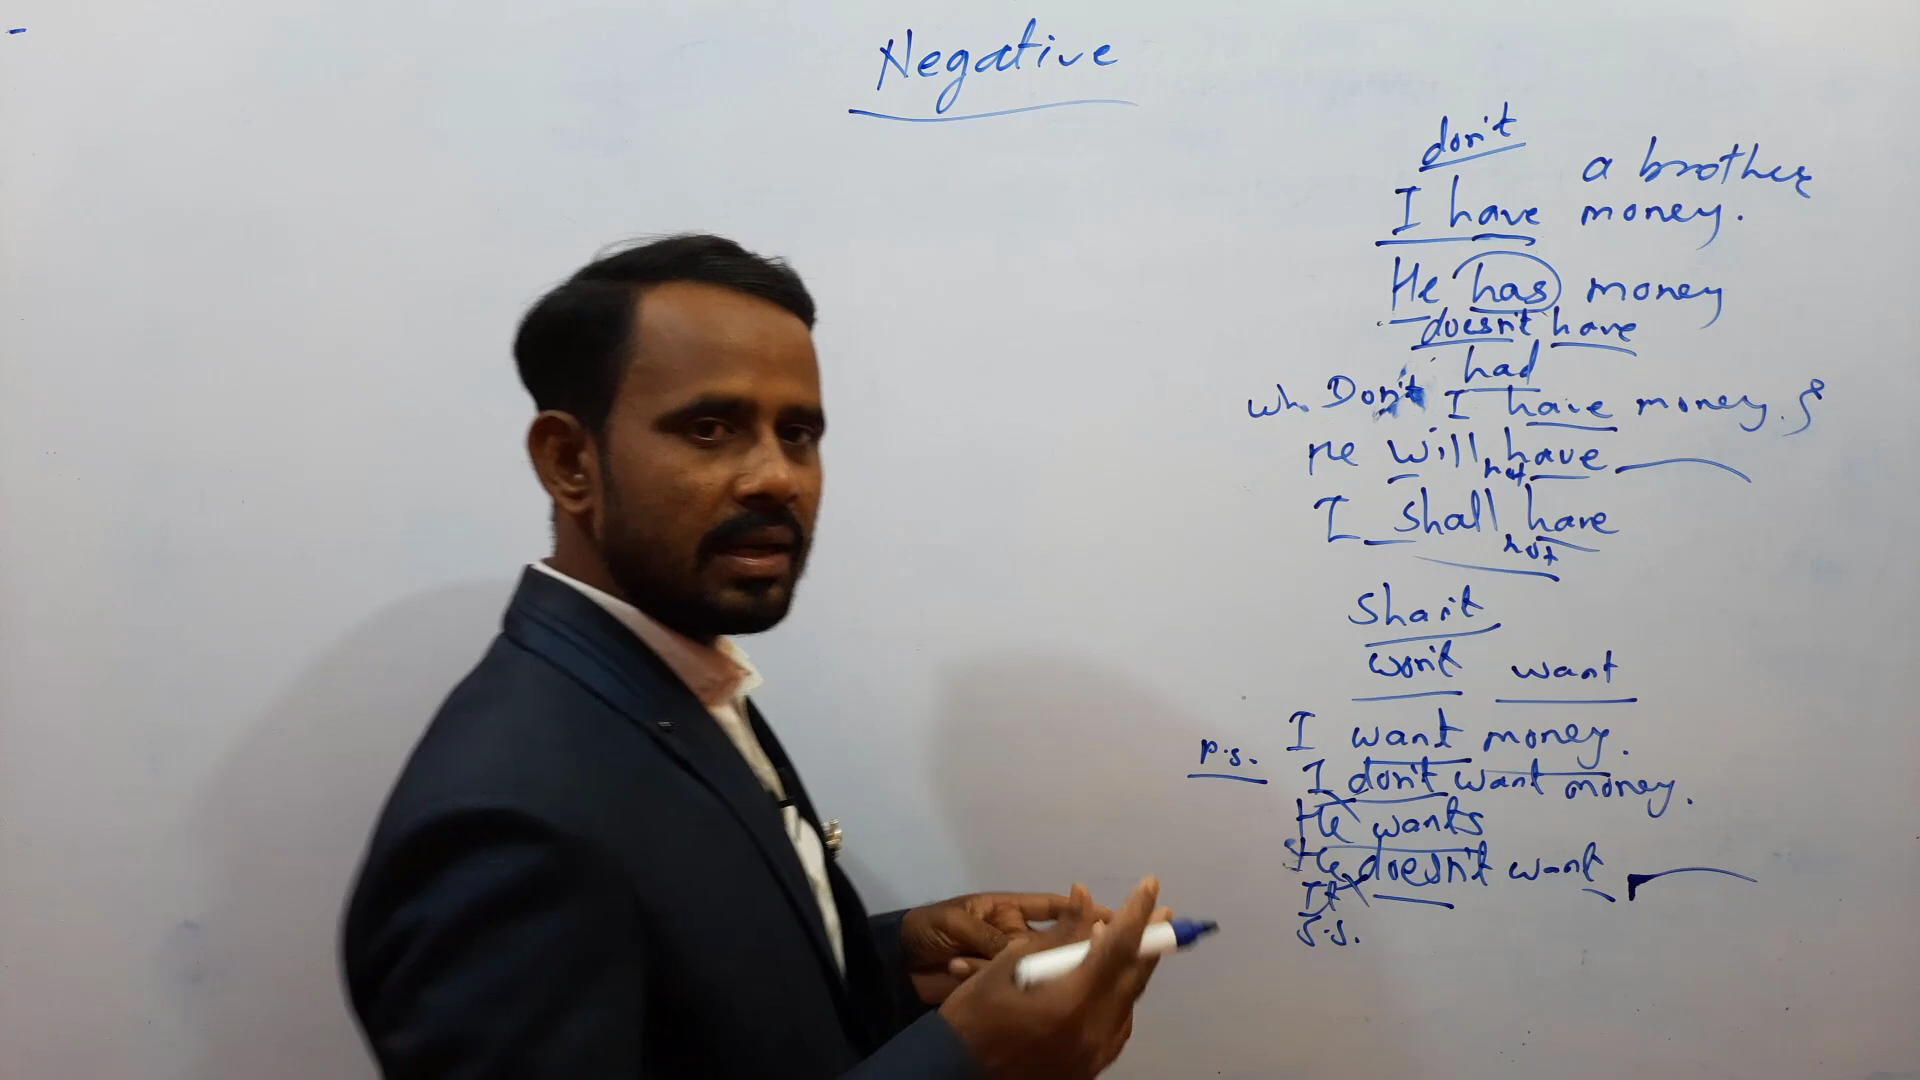 Negative
don't
a brother
I have money.
He has money
doesn't have
had
Wh Don't I have money. ?
He will not have
I shall have
not
Shan't
won't want
I want money.
P.s. I don't want money.
He wants
He doesn't want
It
S.s.